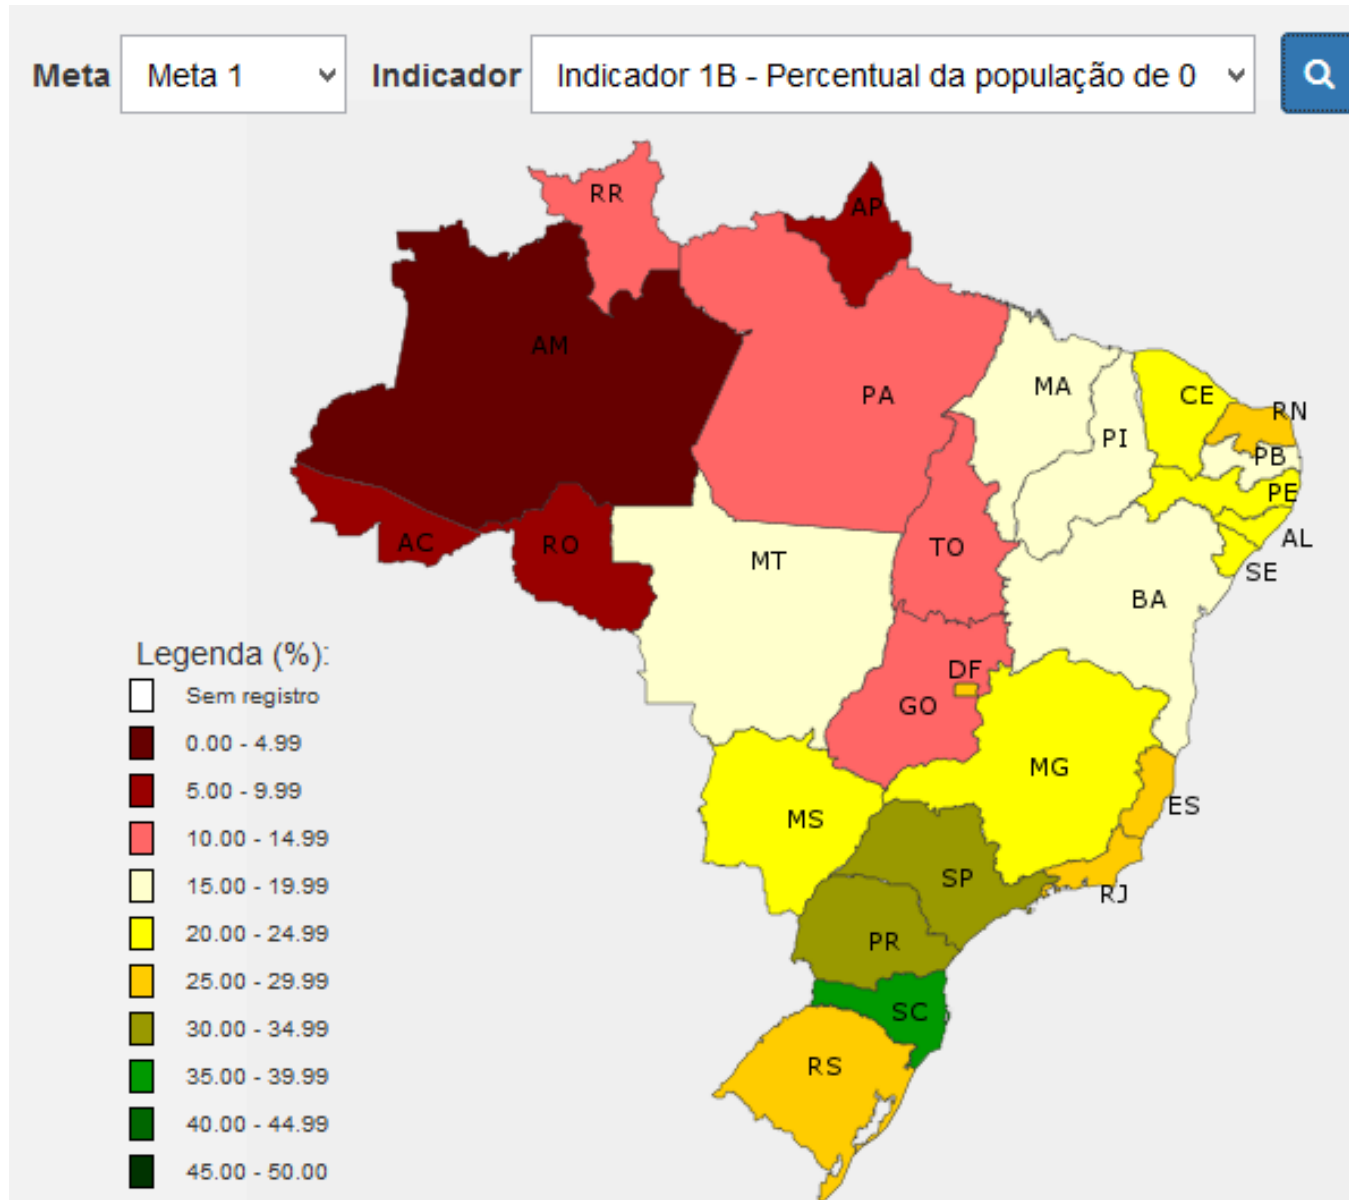 Meta Meta 1 Indicador Indicador 1B - Percentual da população de 0
RR
AP
AM
PA
MA
CE
RN
PI
PB
PE
AC
RO
MT
TO
AL
SE
BA
DF
GO
MG
MS
ES
SP
RJ
PR
SC
RS
Legenda (%):
Sem registro
0.00 - 4.99
5.00 - 9.99
10.00 - 14.99
15.00 - 19.99
20.00 - 24.99
25.00 - 29.99
30.00 - 34.99
35.00 - 39.99
40.00 - 44.99
45.00 - 50.00